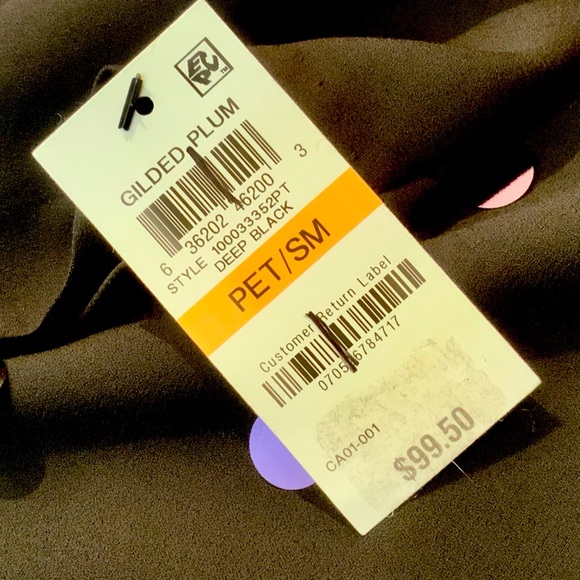 GILDED PLUM
6 36202 46200 3
STYLE 100033352PT
DEEP BLACK
PET/SM
Customer Return Label
CA01-001
$99.50